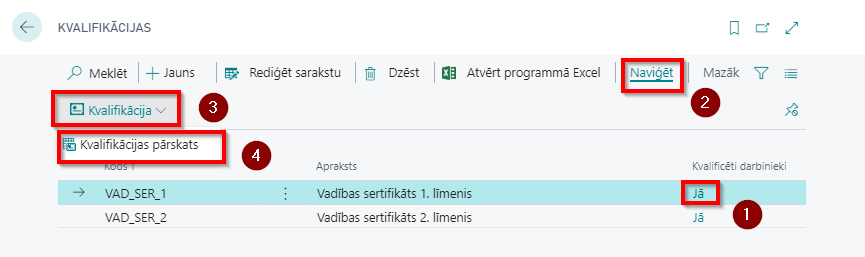 KVALIFIKĀCIJAS
Meklēt Jauns Rediģēt sarakstu Dzēst Atvērt programmā Excel Naviģēt Mazāk
2
Kvalifikācija 3
Kvalifikācijas pārskats 4
Kods ↑ Apraksts Kvalificēti darbinieki
VAD_SER_1 Vadības sertifikāts 1. līmenis Jā
1
VAD_SER_2 Vadības sertifikāts 2. līmenis Jā